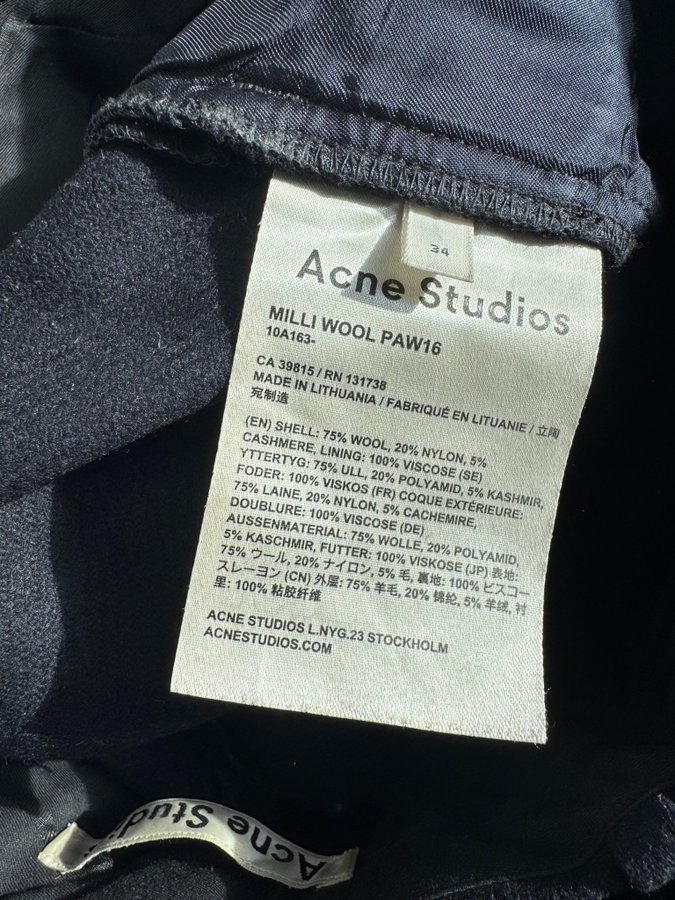 34
Acne Studios
MILLI WOOL PAW16
10A163-
CA 39815 / RN 131738
MADE IN LITHUANIA / FABRIQUÉ EN LITUANIE / 立陶
宛制造
(EN) SHELL: 75% WOOL, 20% NYLON, 5%
CASHMERE, LINING: 100% VISCOSE (SE)
YTTERTYG: 75% ULL, 20% POLYAMID, 5% KASHMIR,
FODER: 100% VISKOS (FR) COQUE EXTÉRIEURE:
75% LAINE, 20% NYLON, 5% CACHEMIRE,
DOUBLURE: 100% VISCOSE (DE)
AUSSENMATERIAL: 75% WOLLE, 20% POLYAMID,
5% KASCHMIR, FUTTER: 100% VISKOSE (JP) 表地:
75% ウール, 20% ナイロン, 5% 毛, 裏地: 100% ビスコー
スレーヨン (CN) 外屋: 75% 羊毛, 20% 锦纶, 5% 羊绒, 衬
里: 100% 粘胶纤维
ACNE STUDIOS L.NYG.23 STOCKHOLM
ACNESTUDIOS.COM
Acne Studios